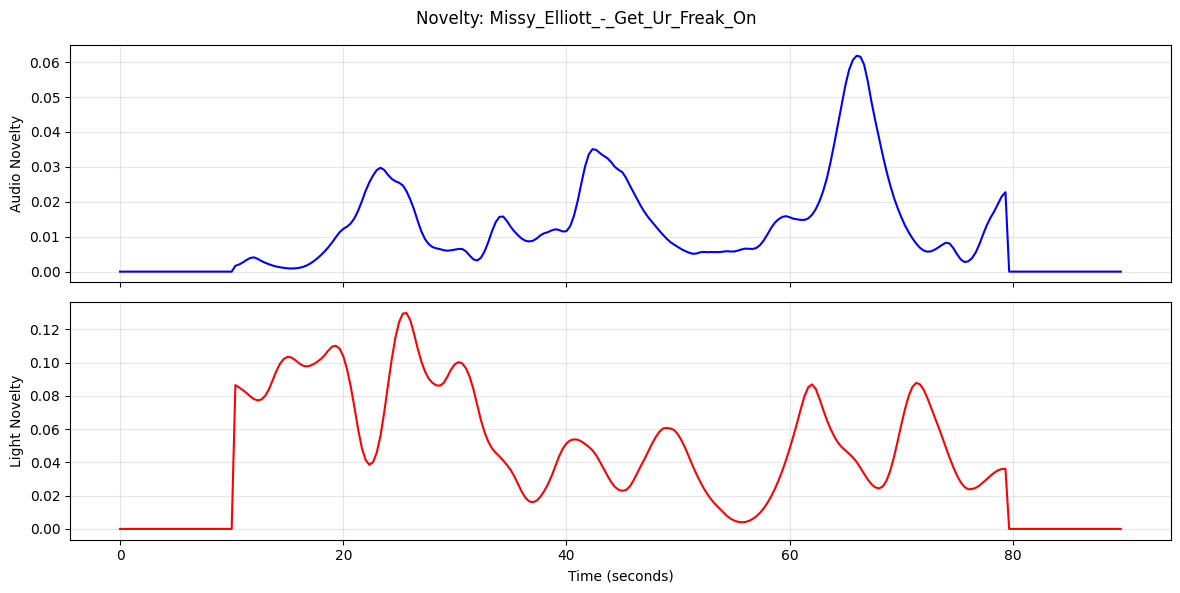 Novelty: Missy_Elliott_-_Get_Ur_Freak_On
Audio Novelty
0.06
0.05
0.04
0.03
0.02
0.01
0.00
Light Novelty
0.12
0.10
0.08
0.06
0.04
0.02
0.00
0 20 40 60 80
Time (seconds)